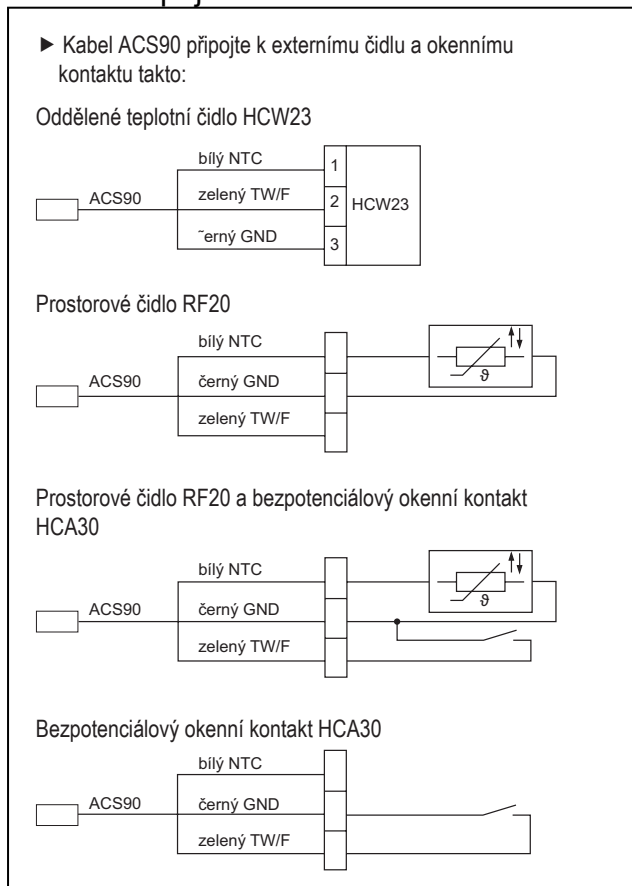 ► Kabel ACS90 připojte k externímu čidlu a okennímu
kontaktu takto:
Oddělené teplotní čidlo HCW23
bílý NTC
1
ACS90
zelený TW/F
2
HCW23
˜erný GND
3
Prostorové čidlo RF20
bílý NTC
ACS90
černý GND
ϑ
zelený TW/F
Prostorové čidlo RF20 a bezpotenciálový okenní kontakt
HCA30
bílý NTC
ACS90
černý GND
ϑ
zelený TW/F
Bezpotenciálový okenní kontakt HCA30
bílý NTC
ACS90
černý GND
zelený TW/F